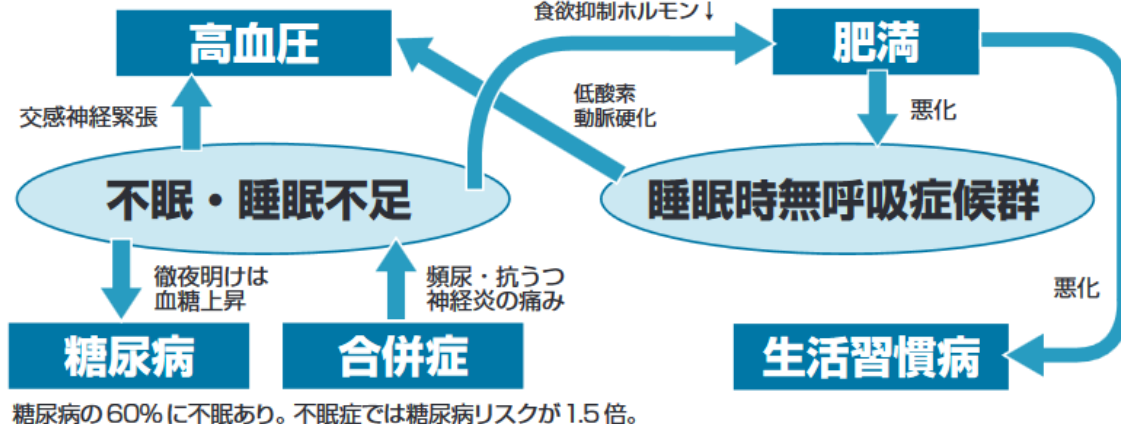 食欲抑制ホルモン↓
高血圧
肥満
交感神経緊張
低酸素
動脈硬化
悪化
不眠・睡眠不足
睡眠時無呼吸症候群
徹夜明けは
血糖上昇
頻尿・抗うつ
神経炎の痛み
悪化
糖尿病
合併症
生活習慣病
糖尿病の60%に不眠あり。不眠症では糖尿病リスクが1.5倍。